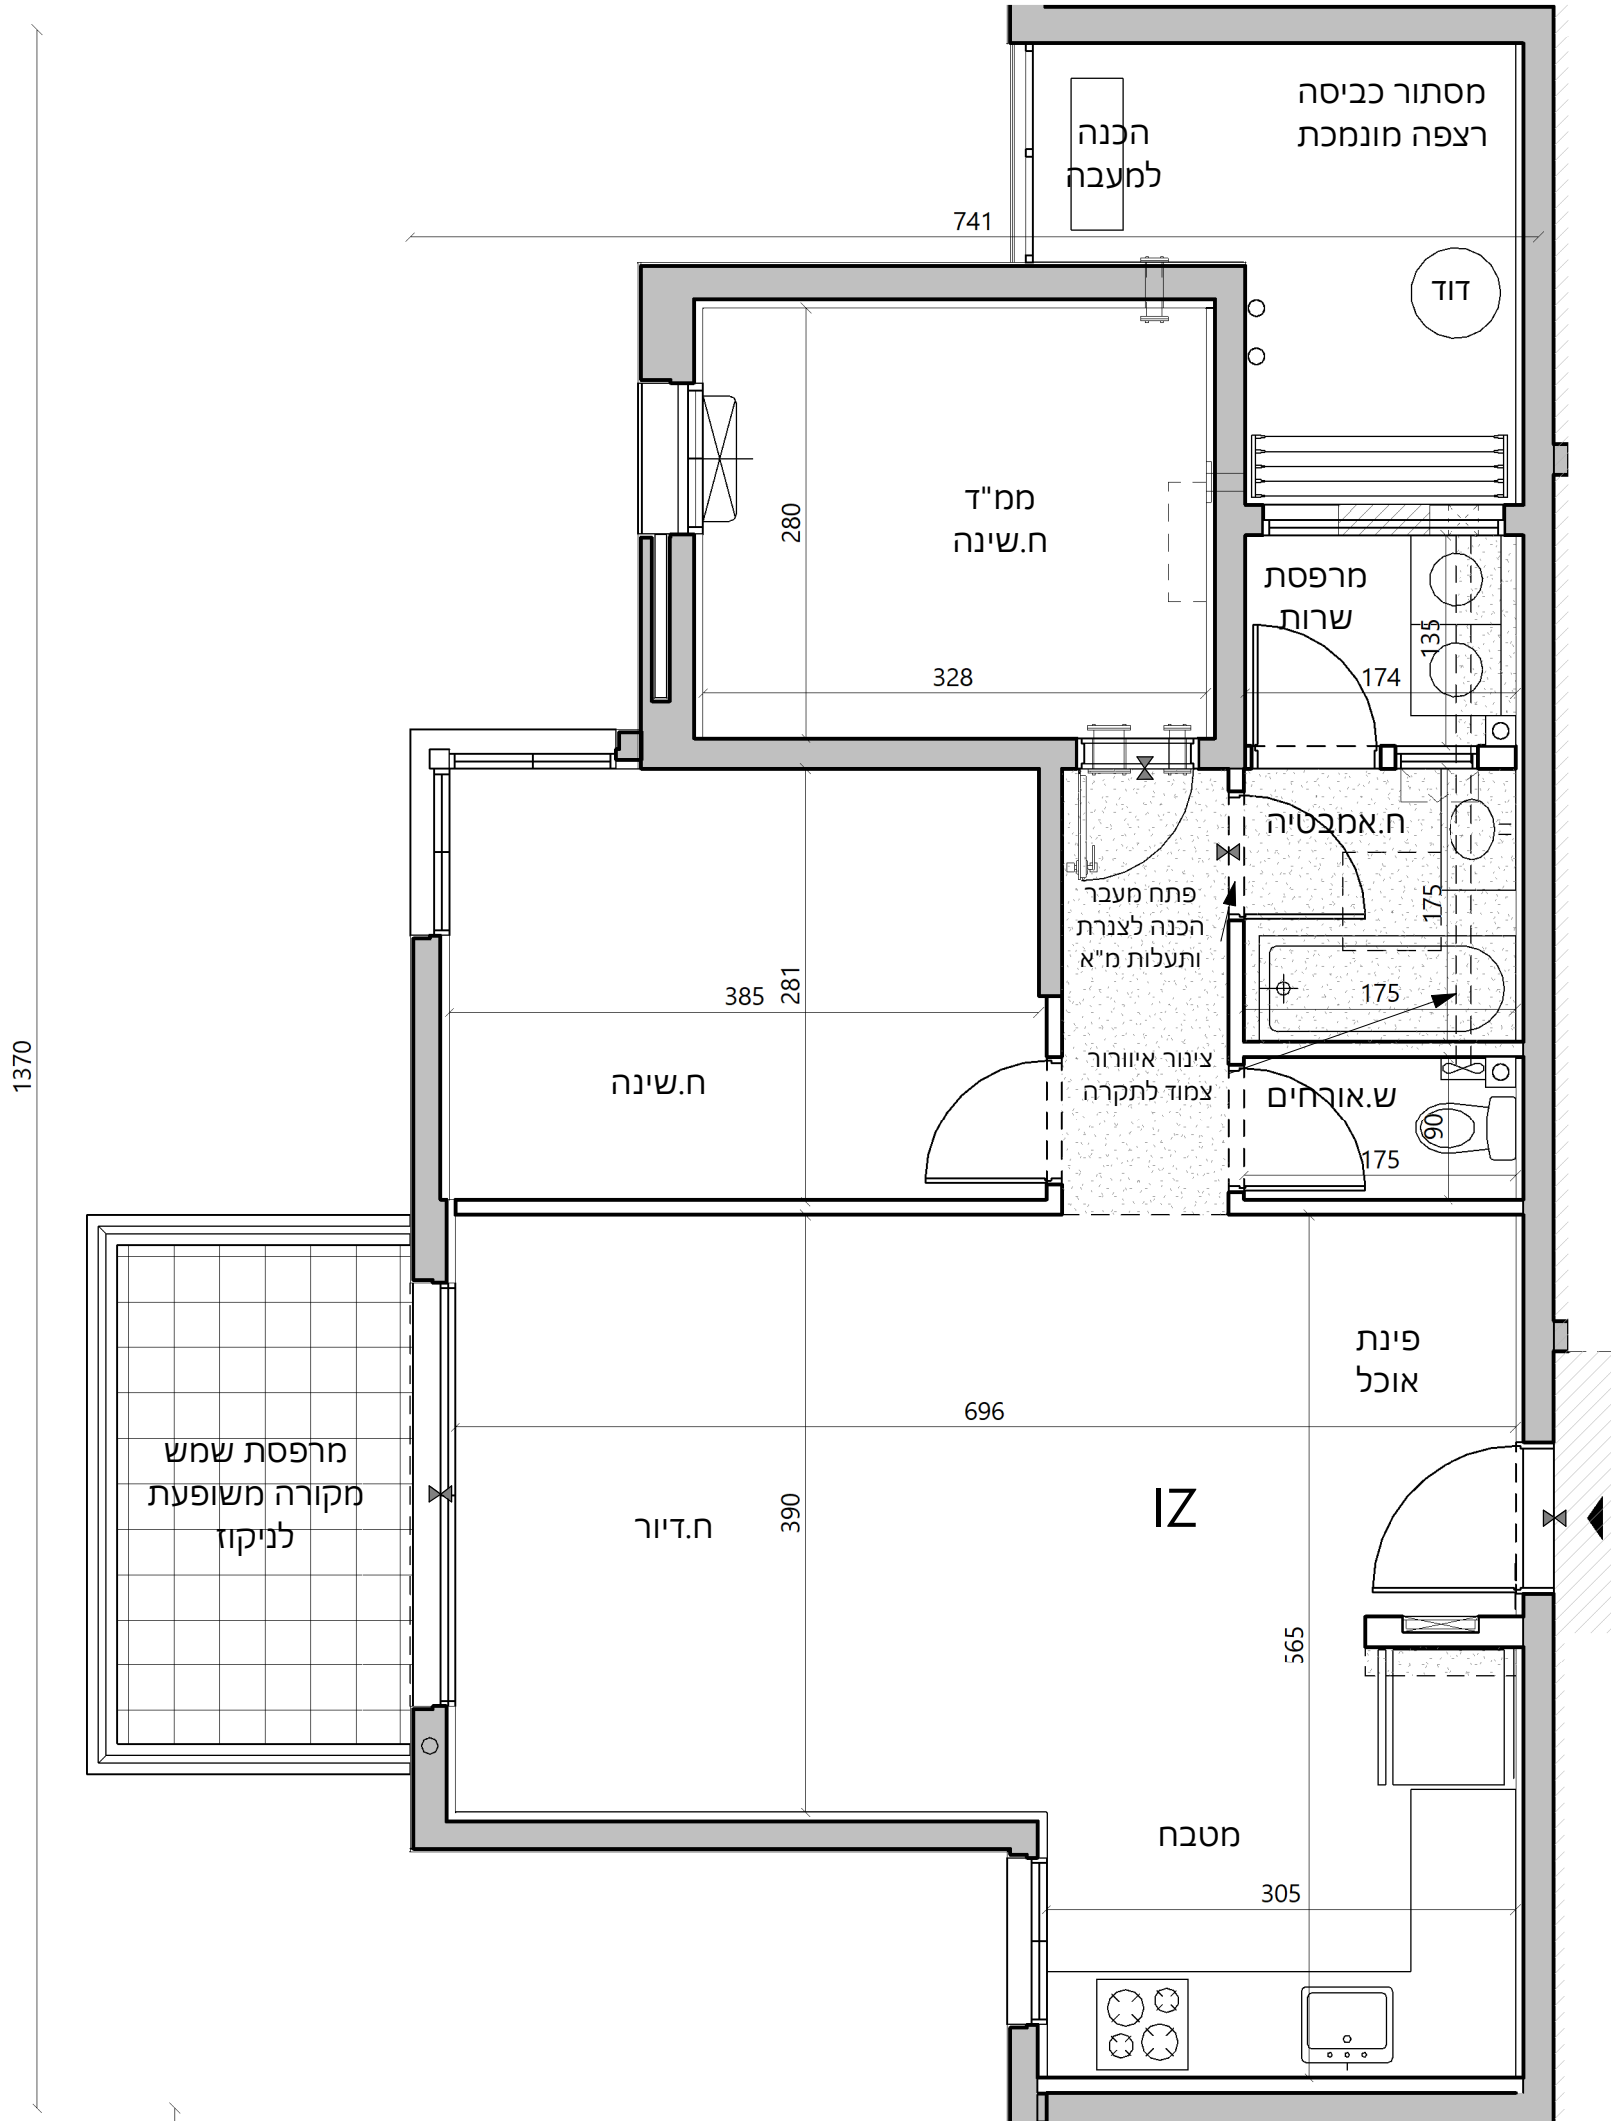 מסתור כביסה
רצפה מונמכת
הכנה
למעבה
741
דוד
ממ"ד
ח.שינה
280
328
מרפסת
שרות
135
174
ח.אמבטיה
175
175
פתח מעבר
הכנה לצנרת
ותעלות מ"א
385
281
ח.שינה
צינור איוורור
צמוד לתקרה
ש.אורחים
90
175
1370
פינת
אוכל
696
מרפסת שמש
מקורה משופעת
לניקוז
ח.דיור
390
IZ
565
מטבח
305